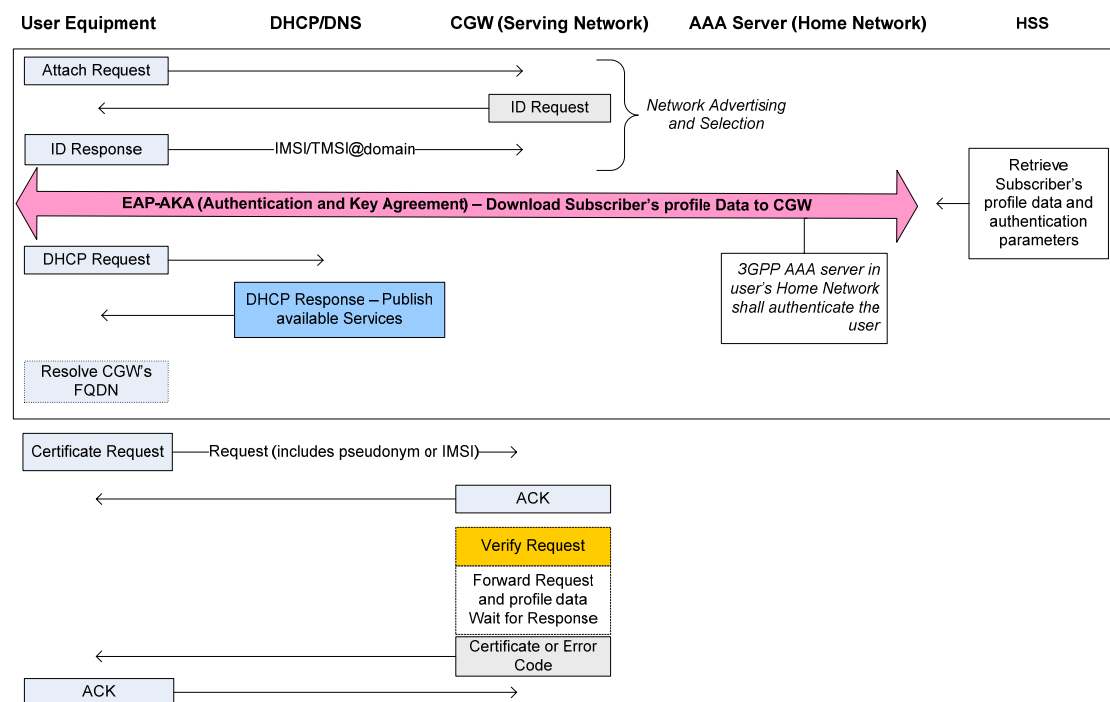 User Equipment
DHCP/DNS
CGW (Serving Network)
AAA Server (Home Network)
HSS
Attach Request
ID Request
Network Advertising
and Selection
ID Response
IMSI/TMSI@domain
Retrieve
Subscriber's
profile data and
authentication
parameters
EAP-AKA (Authentication and Key Agreement) – Download Subscriber's profile Data to CGW
DHCP Request
3GPP AAA server in
user's Home Network
shall authenticate the
user
DHCP Response – Publish
available Services
Resolve CGW's
FQDN
Certificate Request
Request (includes pseudonym or IMSI)
ACK
Verify Request
Forward Request
and profile data
Wait for Response
Certificate or Error
Code
ACK